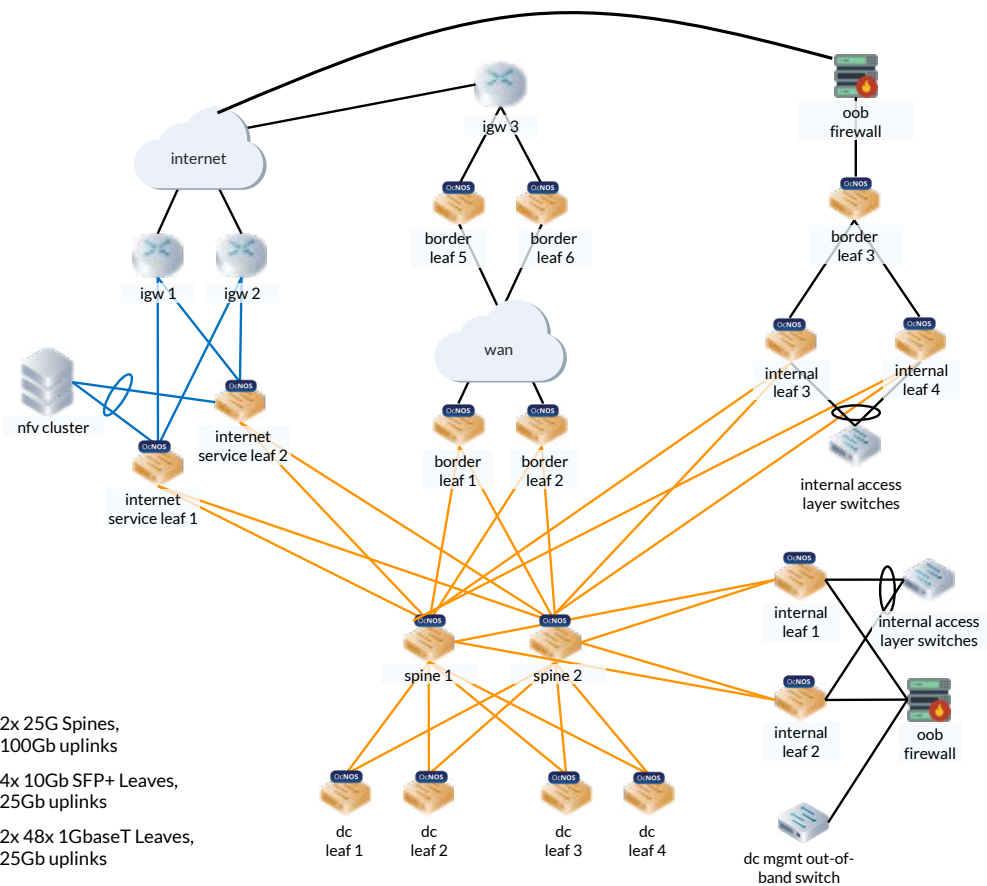 igw 3
oob
firewall
internet
OcNOS
OcNOS
OcNOS
border
leaf 5
border
leaf 6
border
leaf 3
igw 1
igw 2
OcNOS
OcNOS
wan
internal
leaf 3
internal
leaf 4
OcNOS
nfv cluster
OcNOS
OcNOS
internet
service leaf 2
OcNOS
border
leaf 1
border
leaf 2
internet
service leaf 1
internal access
layer switches
OcNOS
internal
leaf 1
internal access
layer switches
OcNOS
OcNOS
spine 1
spine 2
OcNOS
internal
leaf 2
oob
firewall
2x 25G Spines,
100Gb uplinks
4x 10Gb SFP+ Leaves,
25Gb uplinks
2x 48x 1GbaseT Leaves,
25Gb uplinks
OcNOS
OcNOS
OcNOS
OcNOS
dc
leaf 1
dc
leaf 2
dc
leaf 3
dc
leaf 4
dc mgmt out-of-
band switch